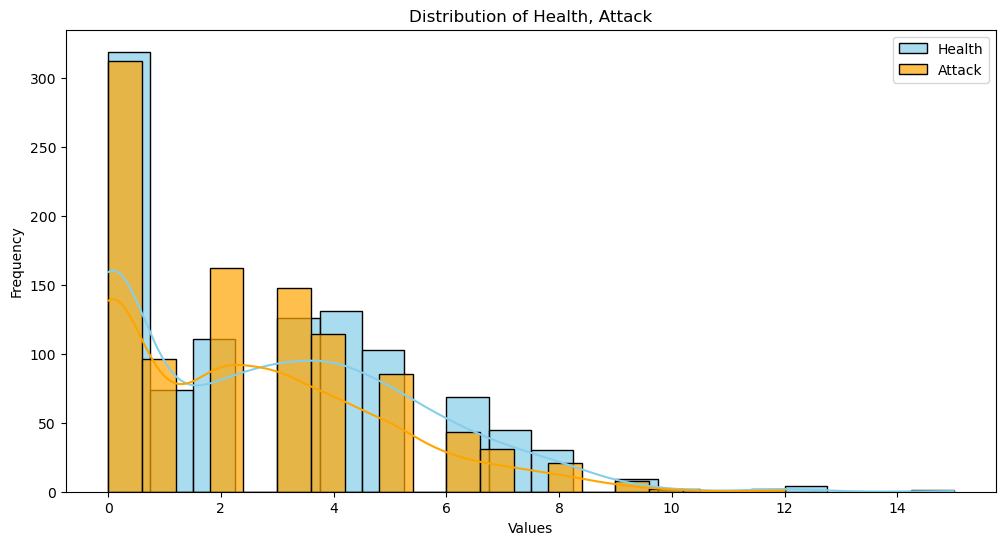 Distribution of Health, Attack
Health
Attack
Frequency
300
250
200
150
100
50
0
0 2 4 6 8 10 12 14
Values